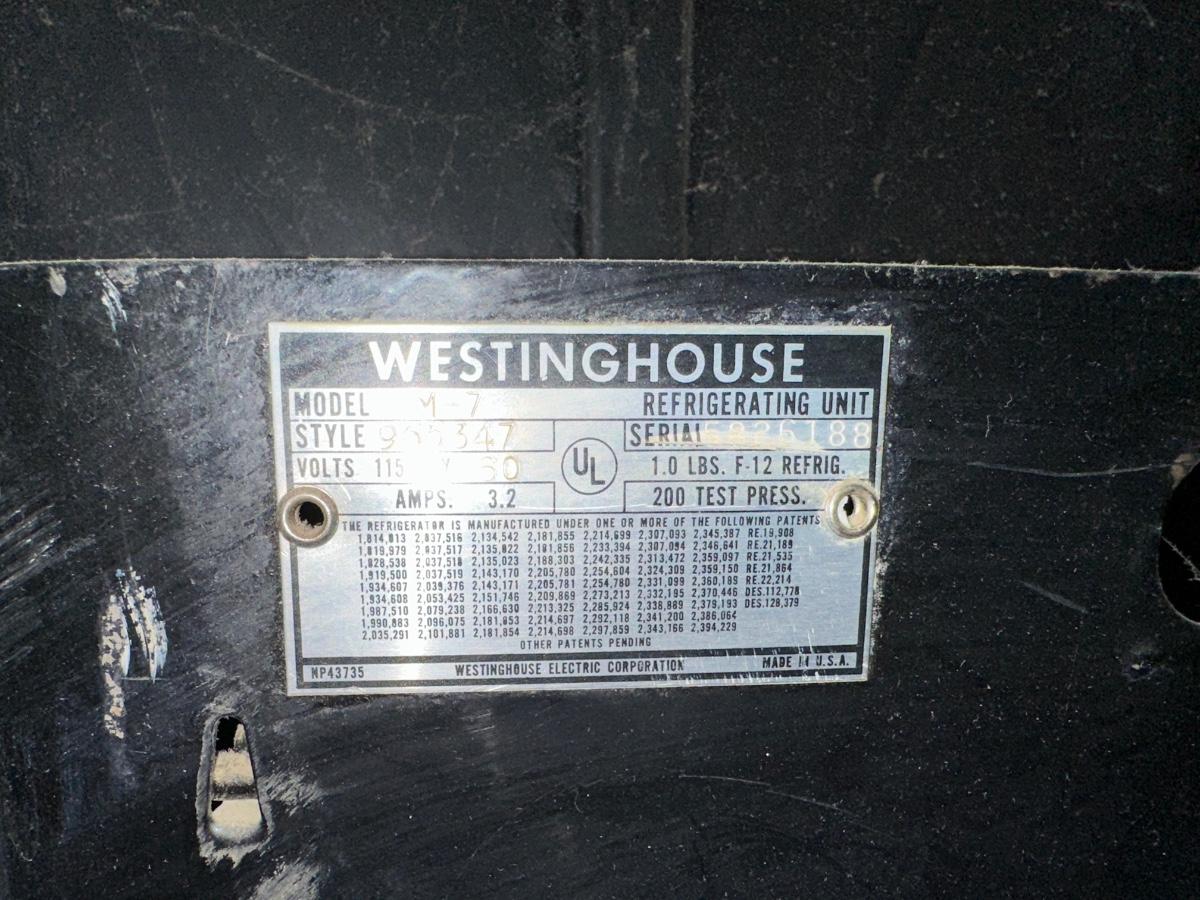 WESTINGHOUSE
MODEL M-7 REFRIGERATING UNIT
STYLE SERIAL
VOLTS 115 60 UL 1.0 LBS. F-12 REFRIG.
AMPS. 3.2 200 TEST PRESS.
THE REFRIGERATOR IS MANUFACTURED UNDER ONE OR MORE OF THE FOLLOWING PATENTS
1,814,813 2,037,516 2,134,542 2,181,855 2,214,699 2,307,093 2,345,387 RE.19,908
1,819,979 2,037,517 2,135,022 2,181,856 2,233,394 2,307,094 2,346,641 RE.21,189
1,828,538 2,037,518 2,135,023 2,188,303 2,242,335 2,313,472 2,359,097 RE.21,535
1,919,500 2,037,519 2,143,170 2,205,780 2,254,604 2,324,309 2,359,150 RE.21,864
1,934,607 2,039,376 2,143,171 2,205,781 2,254,780 2,331,099 2,360,189 RE.22,214
1,934,608 2,053,425 2,151,746 2,209,869 2,273,213 2,332,195 2,370,446 DES.112,778
1,987,510 2,079,238 2,166,630 2,213,325 2,285,924 2,338,889 2,379,193 DES.128,379
1,990,883 2,096,075 2,181,853 2,214,697 2,292,118 2,341,200 2,386,064
2,035,291 2,101,881 2,181,854 2,214,698 2,297,859 2,343,166 2,394,229
OTHER PATENTS PENDING
NP43735 WESTINGHOUSE ELECTRIC CORPORATION MADE IN U.S.A.